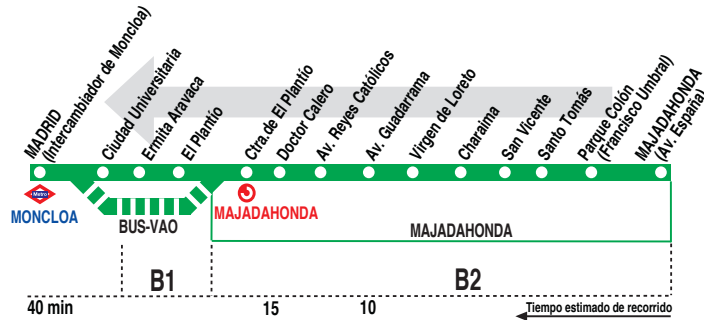 MADRID
(Intercambiador de Moncloa)
Ciudad Universitaria
Ermita Aravaca
El Plantío
Ctra.de El Plantío
Doctor Calero
Av. Reyes Católicos
Av. Guadarrama
Virgen de Loreto
Charaima
San Vicente
Santo Tomás
Parque Colón
(Francisco Umbral)
MAJADAHONDA
(Av. España)
Metro
MONCLOA
BUS-VAO
MAJADAHONDA
MAJADAHONDA
B1
B2
40 min
15
10
Tiempo estimado de recorrido